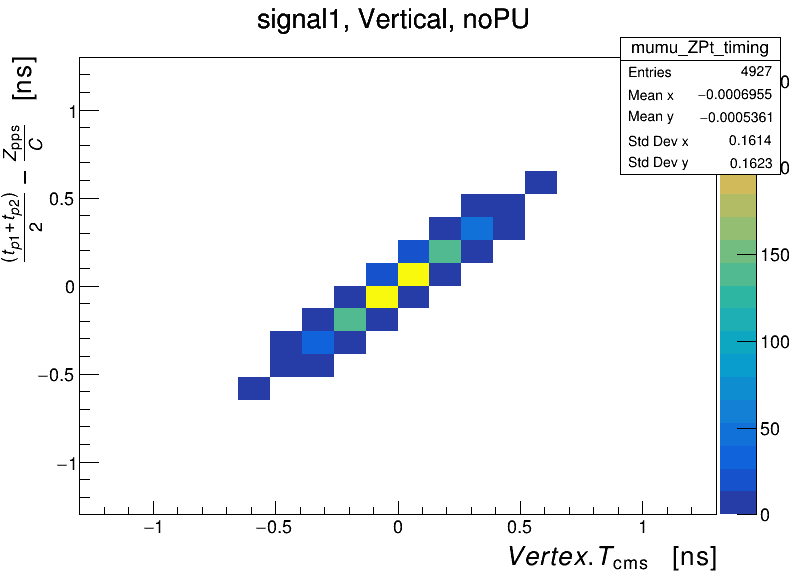 signal1, Vertical, noPU
mumu_ZPt_timing
Entries 4927
Mean x −0.0006955
Mean y −0.0005361
Std Dev x 0.1614
Std Dev y 0.1623
(t_p1+t_p2)/2 − Z_pps/C [ns]
1
0.5
0
−0.5
−1
−1
−0.5
0
0.5
1
Vertex.T_cms [ns]
150
100
50
0